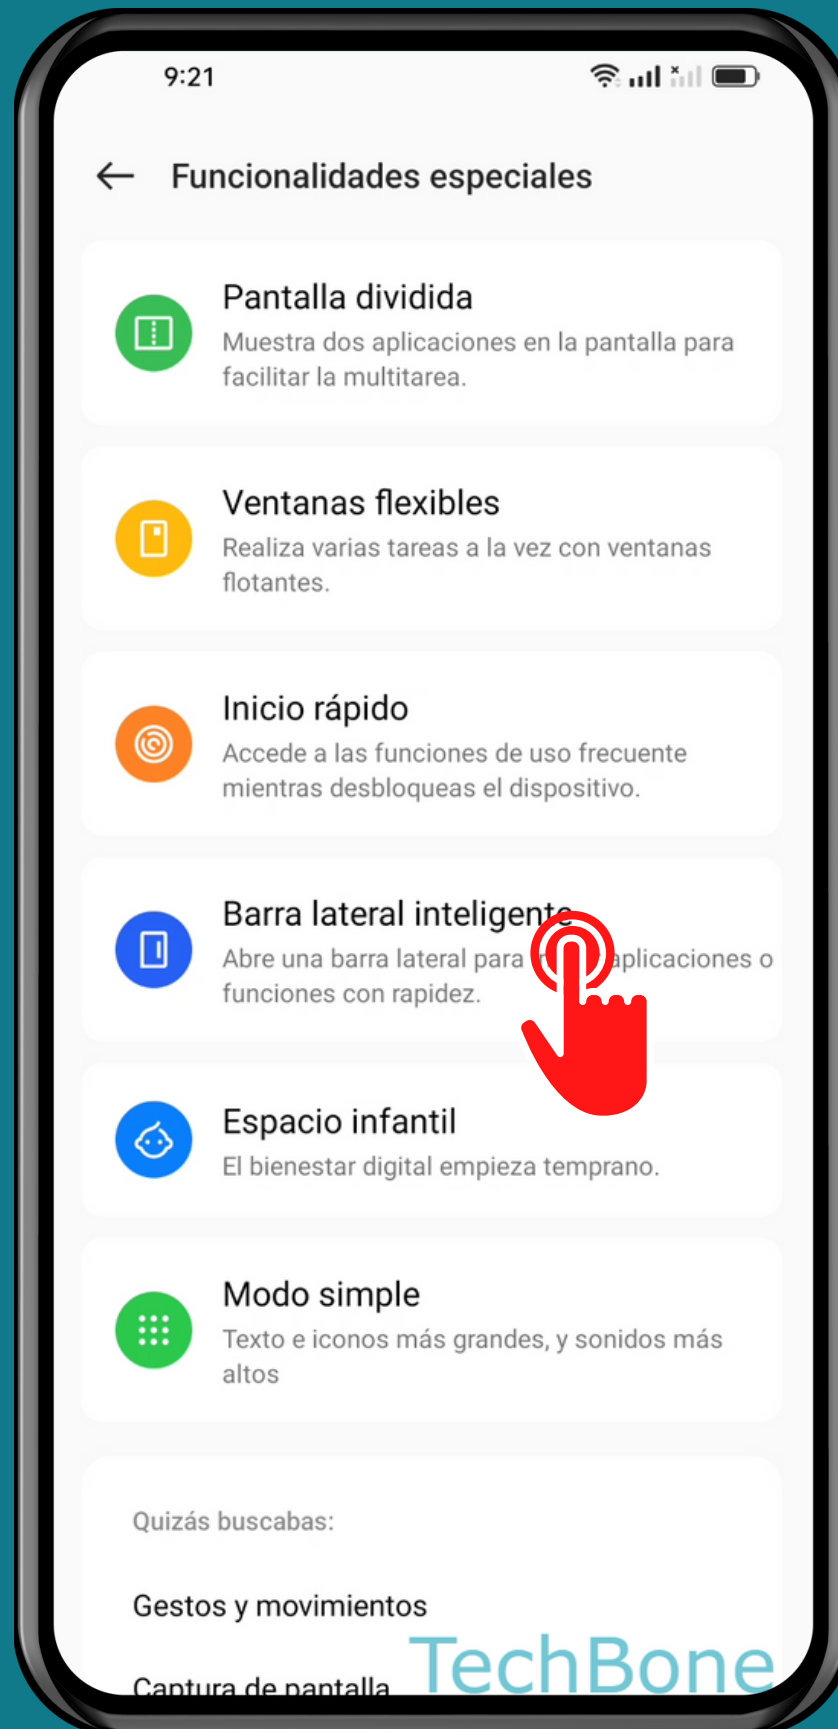 9:21
Funcionalidades especiales
Pantalla dividida
Muestra dos aplicaciones en la pantalla para
facilitar la multitarea.
Ventanas flexibles
Realiza varias tareas a la vez con ventanas
flotantes.
Inicio rápido
Accede a las funciones de uso frecuente
mientras desbloqueas el dispositivo.
Barra lateral inteligente
Abre una barra lateral para aplicaciones o
funciones con rapidez.
Espacio infantil
El bienestar digital empieza temprano.
Modo simple
Texto e iconos más grandes, y sonidos más
altos
Quizás buscabas:
Gestos y movimientos
Captura de pantalla
TechBone